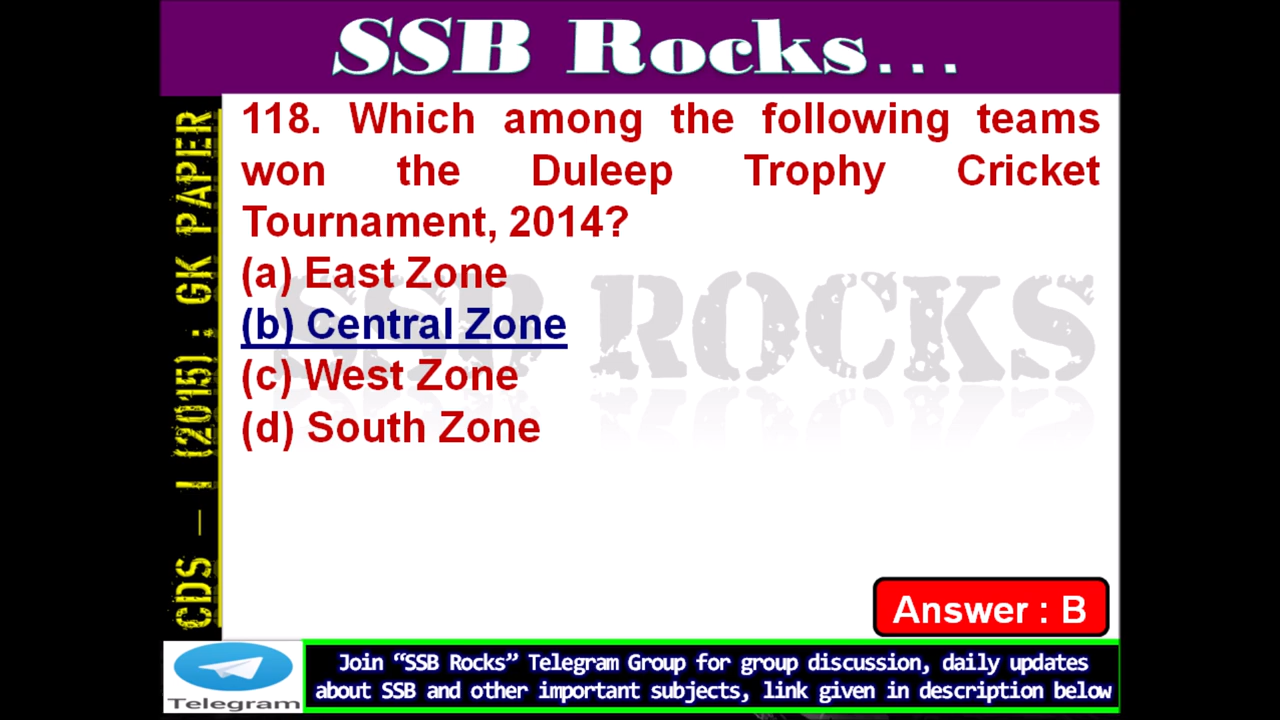 SSB Rocks...
CDS – I (2015) : GK PAPER
118. Which among the following teams
won the Duleep Trophy Cricket
Tournament, 2014?
(a) East Zone
(b) Central Zone
(c) West Zone
(d) South Zone
SSB ROCKS
Answer : B
Telegram
Join “SSB Rocks” Telegram Group for group discussion, daily updates
about SSB and other important subjects, link given in description below